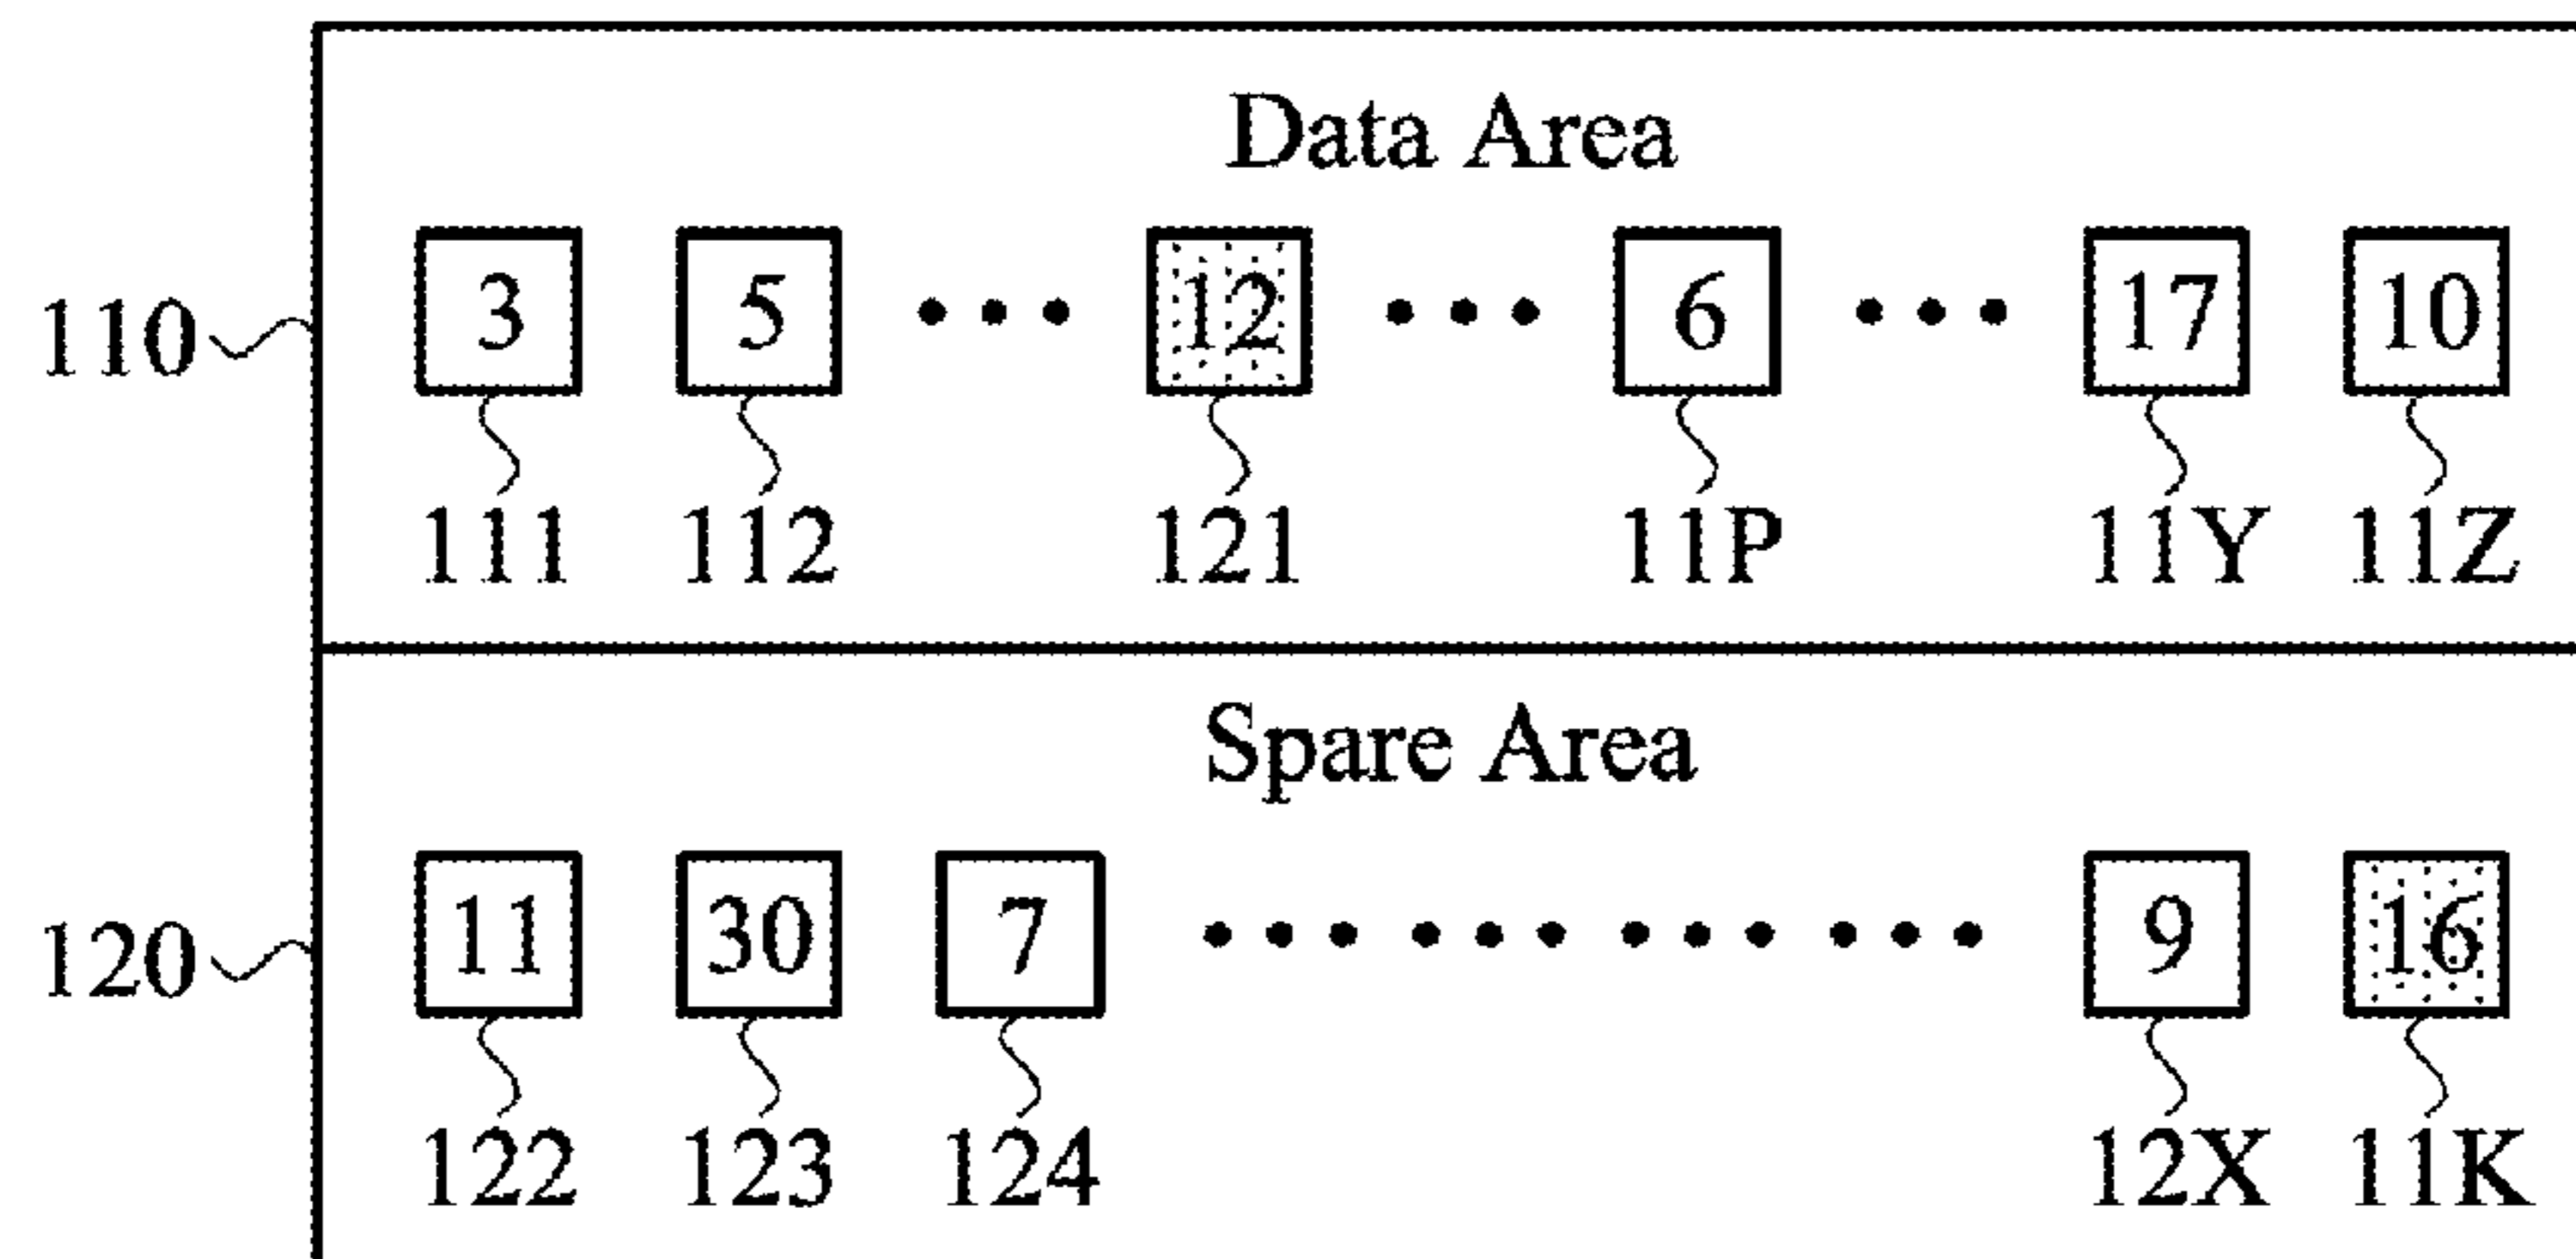 Data Area
110 3 5 ••• 12 ••• 6 ••• 17 10
111 112 121 11P 11Y 11Z
Spare Area
120 11 30 7 •••••••••••• 9 16
122 123 124 12X 11K